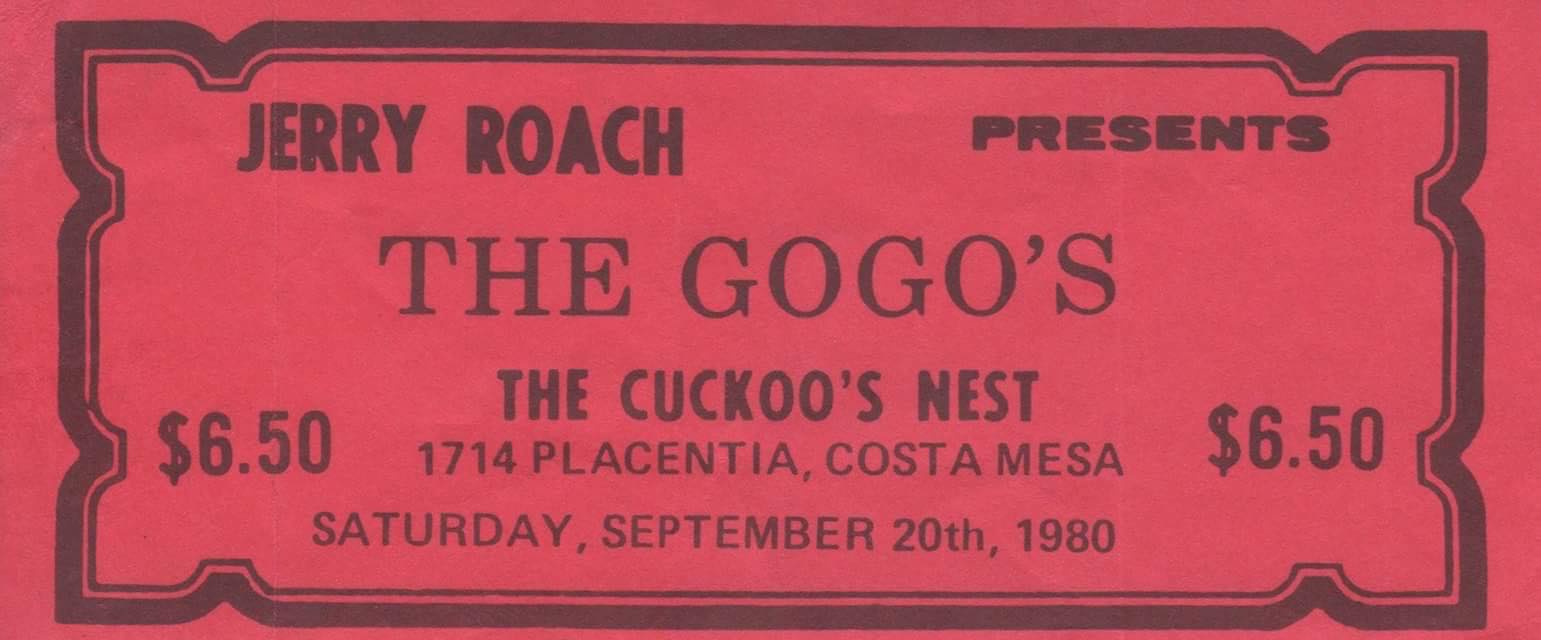 JERRY ROACH PRESENTS
THE GOGO'S
THE CUCKOO'S NEST
$6.50 1714 PLACENTIA, COSTA MESA $6.50
SATURDAY, SEPTEMBER 20th, 1980